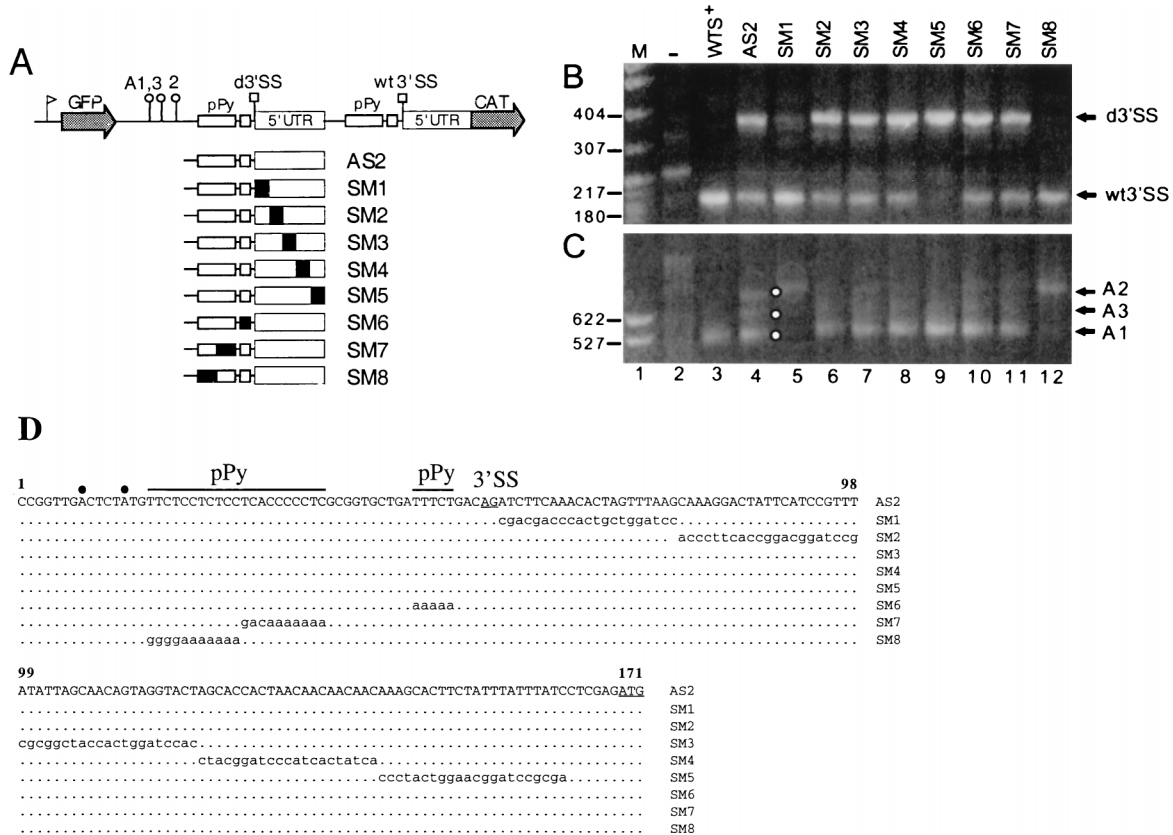 A
GFP
A1,3 2
d3'SS
wt3'SS
CAT
pPy
5'UTR
pPy
5'UTR
AS2
SM1
SM2
SM3
SM4
SM5
SM6
SM7
SM8
B
M - WTS+ AS2 SM1 SM2 SM3 SM4 SM5 SM6 SM7 SM8
404
307
217
180
d3'SS
wt3'SS
C
622
527
A2
A3
A1
1 2 3 4 5 6 7 8 9 10 11 12
D
pPy pPy 3'SS
1 98
CCGGTTGACTCTATGTTCTCCTCTCCTCACCCCCTCGCGGTGCTGATTTCTGACAGATCTTCAAACACTAGTTTAAGCAAAGGACTATTCATCCGTTT AS2
cgacgacccactgctggatcc SM1
acccttcaccggacggatccg SM2
SM3
SM4
SM5
aaaaa SM6
gacaaaaaaa SM7
ggggaaaaaaa SM8
99 171
ATATTAGCAACAGTAGGTACTAGCACCACTAACAACAACAACAAAGCACTTCTATTTATTTATCCTCGAGATG AS2
SM1
SM2
cgcggctaccactggatccac SM3
ctacggatcccatcactatca SM4
ccctactggaacggatccgcga SM5
SM6
SM7
SM8